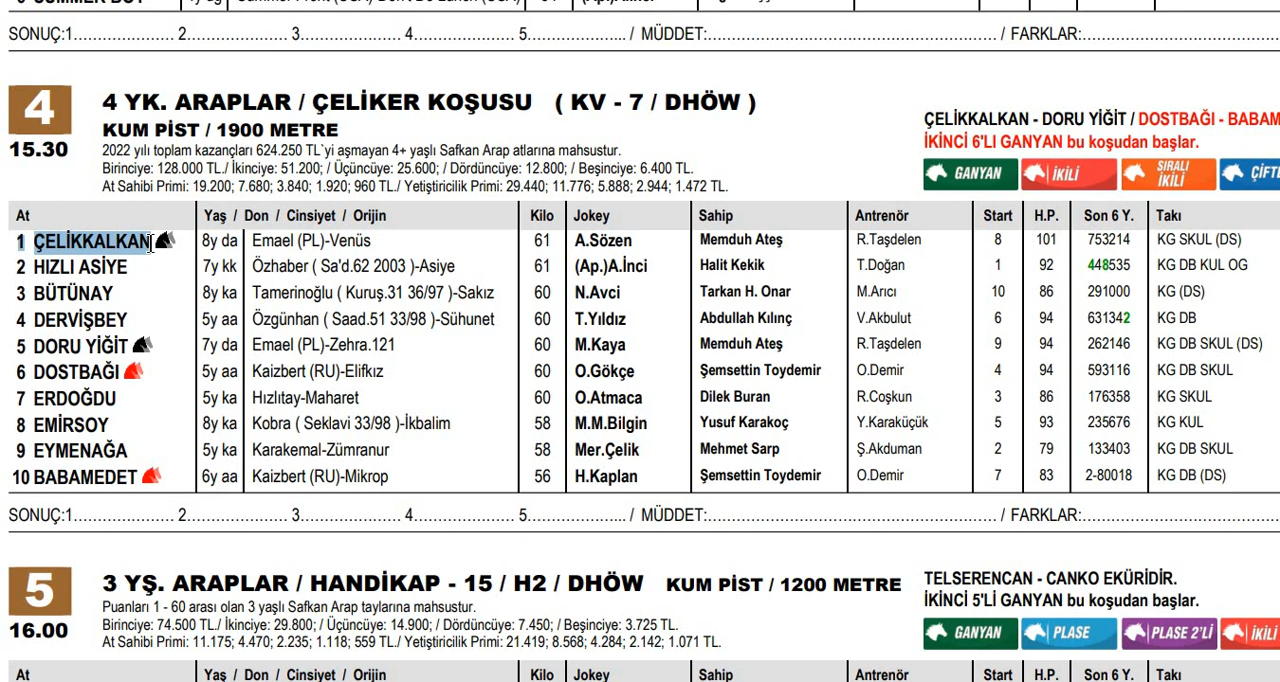 SONUÇ:1........................ 2.......................... 3.......................... 4.......................... 5........................ / MÜDDET:........................................................................ / FARKLAR:................................................
4 4 YK. ARAPLAR / ÇELİKER KOŞUSU ( KV - 7 / DHÖW )
15.30 KUM PİST / 1900 METRE
2022 yılı toplam kazançları 624.250 TL`yi aşmayan 4+ yaşlı Safkan Arap atlarına mahsustur.
Birinciye: 128.000 TL./ İkinciye: 51.200; / Üçüncüye: 25.600; / Dördüncüye: 12.800; / Beşinciye: 6.400 TL.
At Sahibi Primi: 19.200; 7.680; 3.840; 1.920; 960 TL./ Yetiştiricilik Primi: 29.440; 11.776; 5.888; 2.944; 1.472 TL.
ÇELİKKALKAN - DORU YİĞİT / DOSTBAĞI - BABAM
İKİNCİ 6'LI GANYAN bu koşudan başlar.
GANYAN İKİLİ SIRALI İKİLİ ÇİFT
At Yaş / Don / Cinsiyet / Orijin Kilo Jokey Sahip Antrenör Start H.P. Son 6 Y. Takı
1 ÇELİKKALKAN 8y da Emael (PL)-Venüs 61 A.Sözen Memduh Ateş R.Taşdelen 8 101 753214 KG SKUL (DS)
2 HIZLI ASİYE 7y kk Özhaber ( Sa'd.62 2003 )-Asiye 61 (Ap.)A.İnci Halit Kekik T.Doğan 1 92 448535 KG DB KUL OG
3 BÜTÜNAY 8y ka Tamerinoğlu ( Kuruş.31 36/97 )-Sakız 60 N.Avci Tarkan H. Onar M.Arıcı 10 86 291000 KG (DS)
4 DERVİŞBEY 5y aa Özgünhan ( Saad.51 33/98 )-Sühunet 60 T.Yıldız Abdullah Kılınç V.Akbulut 6 94 631342 KG DB
5 DORU YİĞİT 7y da Emael (PL)-Zehra.121 60 M.Kaya Memduh Ateş R.Taşdelen 9 94 262146 KG DB SKUL (DS)
6 DOSTBAĞI 5y aa Kaizbert (RU)-Elifkız 60 O.Gökçe Şemsettin Toydemir O.Demir 4 94 593116 KG DB SKUL
7 ERDOĞDU 5y ka Hızlıtay-Maharet 60 O.Atmaca Dilek Buran R.Coşkun 3 86 176358 KG SKUL
8 EMİRSOY 8y ka Kobra ( Seklavi 33/98 )-İkbalim 58 M.M.Bilgin Yusuf Karakoç Y.Karaküçük 5 93 235676 KG KUL
9 EYMENAĞA 5y ka Karakemal-Zümranur 58 Mer.Çelik Mehmet Sarp Ş.Akduman 2 79 133403 KG DB SKUL
10 BABAMEDET 6y aa Kaizbert (RU)-Mikrop 56 H.Kaplan Şemsettin Toydemir O.Demir 7 83 2-80018 KG DB (DS)
SONUÇ:1........................ 2.......................... 3.......................... 4.......................... 5........................ / MÜDDET:........................................................................ / FARKLAR:................................................
5 3 YŞ. ARAPLAR / HANDİKAP - 15 / H2 / DHÖW KUM PİST / 1200 METRE
16.00 Puanları 1 - 60 arası olan 3 yaşlı Safkan Arap taylarına mahsustur.
Birinciye: 74.500 TL./ İkinciye: 29.800; / Üçüncüye: 14.900; / Dördüncüye: 7.450; / Beşinciye: 3.725 TL.
At Sahibi Primi: 11.175; 4.470; 2.235; 1.118; 559 TL./ Yetiştiricilik Primi: 21.419; 8.568; 4.284; 2.142; 1.071 TL.
TELSERENCAN - CANKO EKÜRİDİR.
İKİNCİ 5'Lİ GANYAN bu koşudan başlar.
GANYAN PLASE PLASE 2'Lİ İKİLİ
At Yaş / Don / Cinsiyet / Orijin Kilo Jokey Sahip Antrenör Start H.P. Son 6 Y. Takı